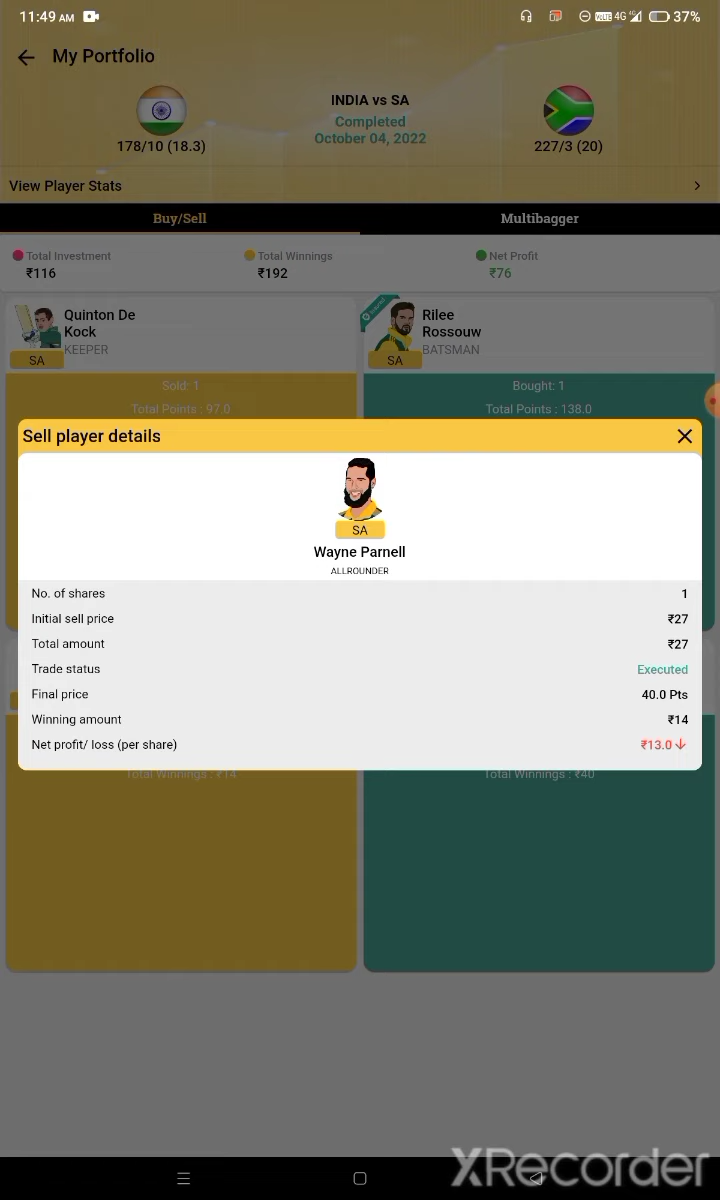 11:49 AM
VoLTE 4G 37%
My Portfolio
INDIA vs SA
Completed
October 04, 2022
178/10 (18.3)
227/3 (20)
View Player Stats
Buy/Sell
Multibagger
Total Investment
₹116
Total Winnings
₹192
Net Profit
₹76
Quinton De
Kock
KEEPER
SA
Rilee
Rossouw
BATSMAN
SA
Sold: 1
Total Points : 97.0
Bought: 1
Total Points : 138.0
Sell player details
SA
Wayne Parnell
ALLROUNDER
No. of shares 1
Initial sell price ₹27
Total amount ₹27
Trade status Executed
Final price 40.0 Pts
Winning amount ₹14
Net profit/ loss (per share) ₹13.0
Total Winnings : ₹14
Total Winnings : ₹40
XRecorder